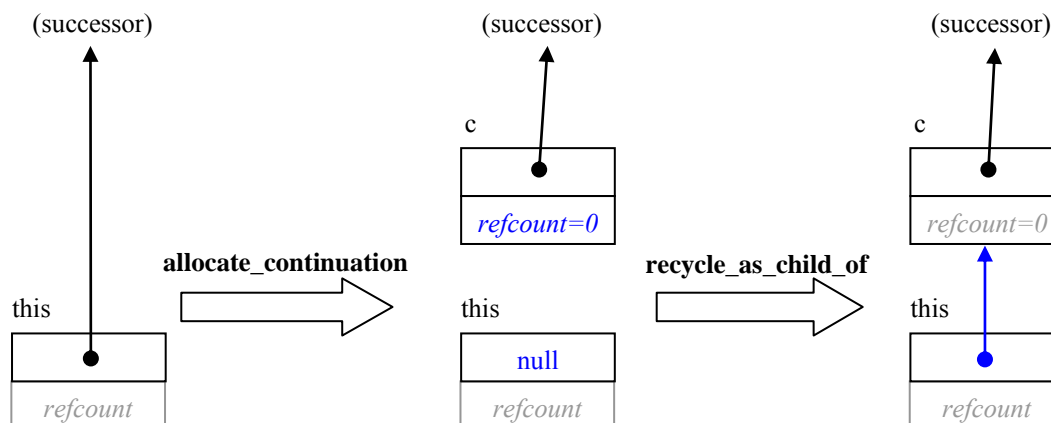 (successor)
(successor)
(successor)
c
c
refcount=0
refcount=0
allocate_continuation
recycle_as_child_of
this
this
this
null
refcount
refcount
refcount